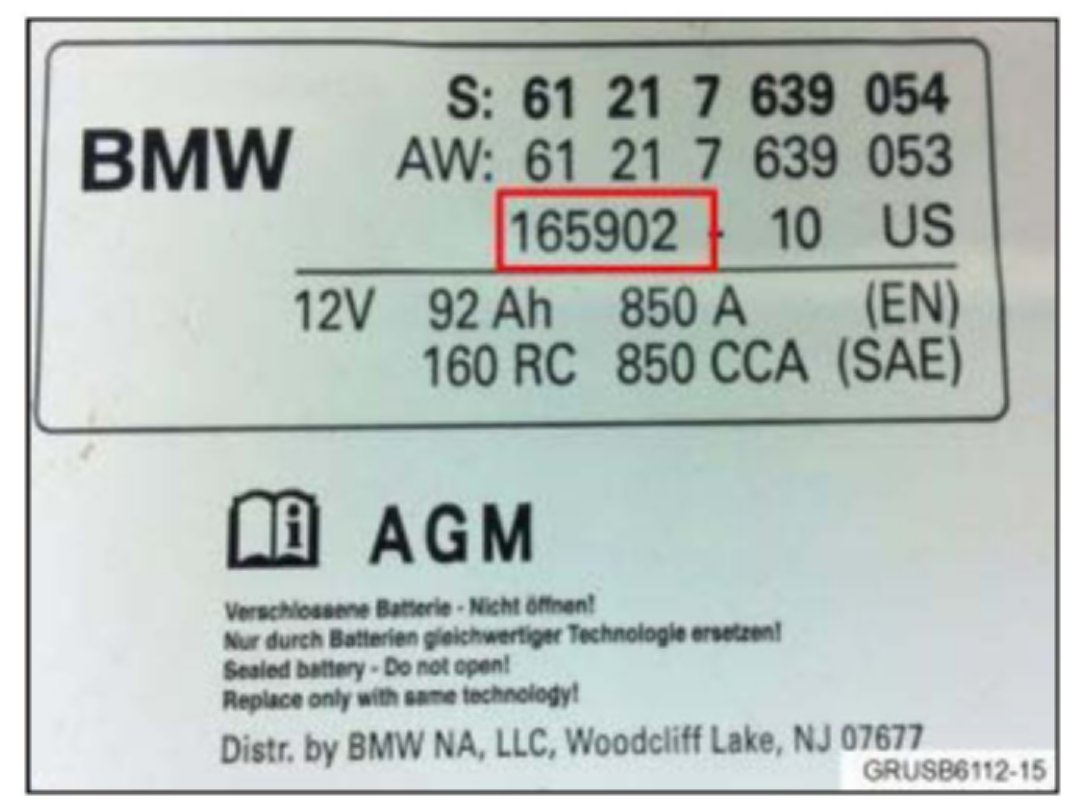 S: 61 21 7 639 054
BMW AW: 61 21 7 639 053
165902 - 10 US
12V 92 Ah 850 A (EN)
160 RC 850 CCA (SAE)
i AGM
Verschlossene Batterie - Nicht öffnen!
Nur durch Batterien gleichwertiger Technologie ersetzen!
Sealed battery - Do not open!
Replace only with same technology!
Distr. by BMW NA, LLC, Woodcliff Lake, NJ 07677
GRUSB6112-15